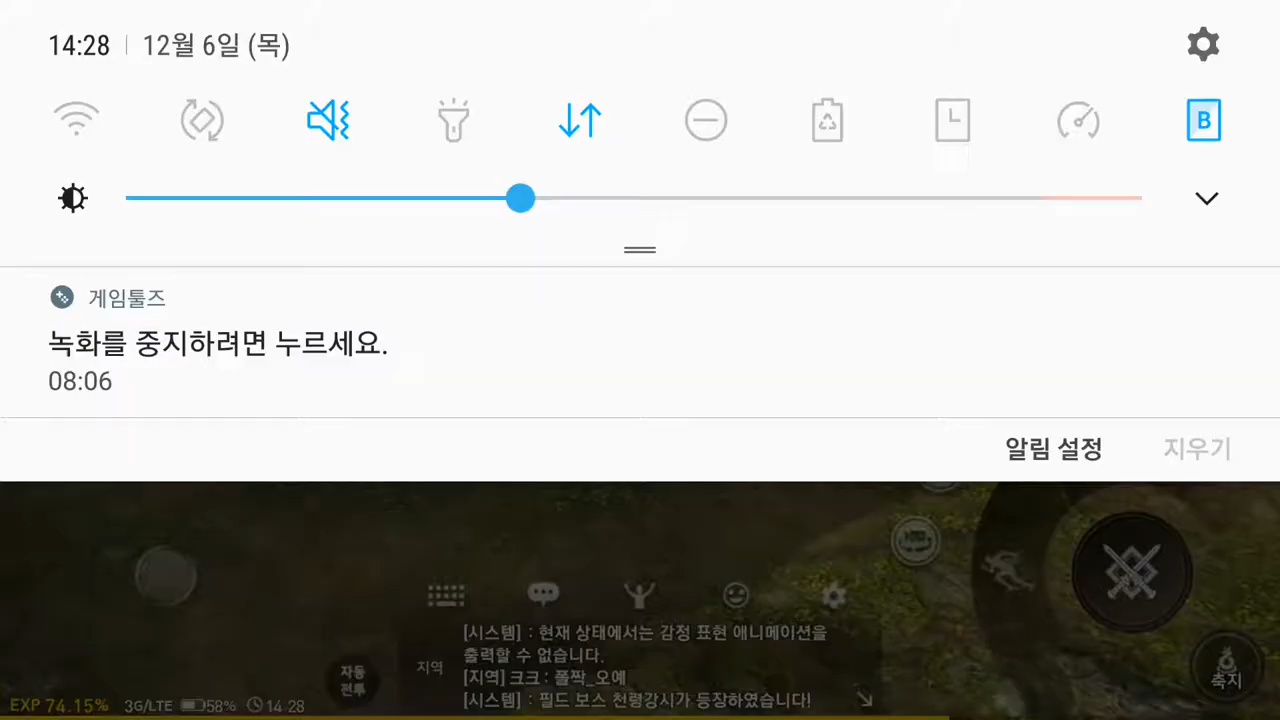 14:28 12월 6일 (목)
B
게임툴즈
녹화를 중지하려면 누르세요.
08:06
알림 설정 지우기
[시스템] : 현재 상태에서는 감정 표현 애니메이션을
출력할 수 없습니다.
지역
[지역] 크크 : 폴짝_오예
[시스템] : 필드 보스 천령강시가 등장하였습니다!
자동
전투
축지
EXP 74.15% 3G/LTE 58% 14 28